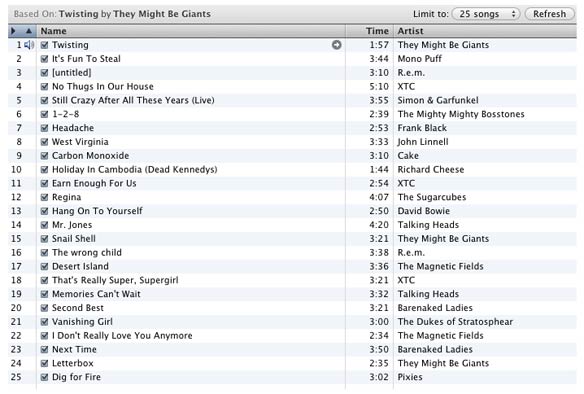 Based On: Twisting by They Might Be Giants Limit to: 25 songs Refresh
Name Time Artist
1 Twisting 1:57 They Might Be Giants
2 It's Fun To Steal 3:44 Mono Puff
3 [untitled] 3:10 R.e.m.
4 No Thugs In Our House 5:10 XTC
5 Still Crazy After All These Years (Live) 3:55 Simon & Garfunkel
6 1-2-8 2:39 The Mighty Mighty Bosstones
7 Headache 2:53 Frank Black
8 West Virginia 3:33 John Linnell
9 Carbon Monoxide 3:10 Cake
10 Holiday In Cambodia (Dead Kennedys) 1:44 Richard Cheese
11 Earn Enough For Us 2:54 XTC
12 Regina 4:07 The Sugarcubes
13 Hang On To Yourself 2:50 David Bowie
14 Mr. Jones 4:20 Talking Heads
15 Snail Shell 3:21 They Might Be Giants
16 The wrong child 3:38 R.e.m.
17 Desert Island 3:36 The Magnetic Fields
18 That's Really Super, Supergirl 3:21 XTC
19 Memories Can't Wait 3:32 Talking Heads
20 Second Best 3:21 Barenaked Ladies
21 Vanishing Girl 3:00 The Dukes of Stratosphear
22 I Don't Really Love You Anymore 2:34 The Magnetic Fields
23 Next Time 3:50 Barenaked Ladies
24 Letterbox 2:35 They Might Be Giants
25 Dig for Fire 3:02 Pixies